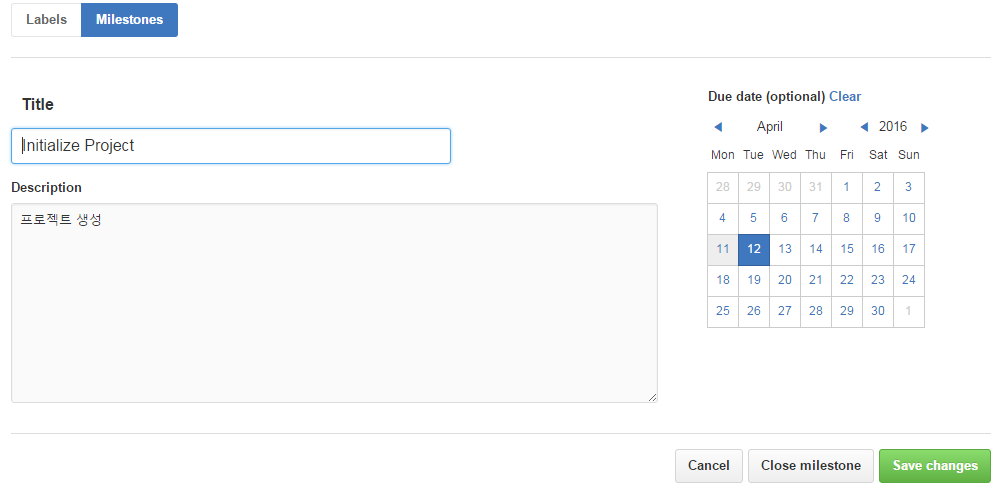 Labels Milestones
Title
Initialize Project
Description
프로젝트 생성
Due date (optional) Clear
April 2016
Mon Tue Wed Thu Fri Sat Sun
28 29 30 31 1 2 3
4 5 6 7 8 9 10
11 12 13 14 15 16 17
18 19 20 21 22 23 24
25 26 27 28 29 30 1
Cancel Close milestone Save changes